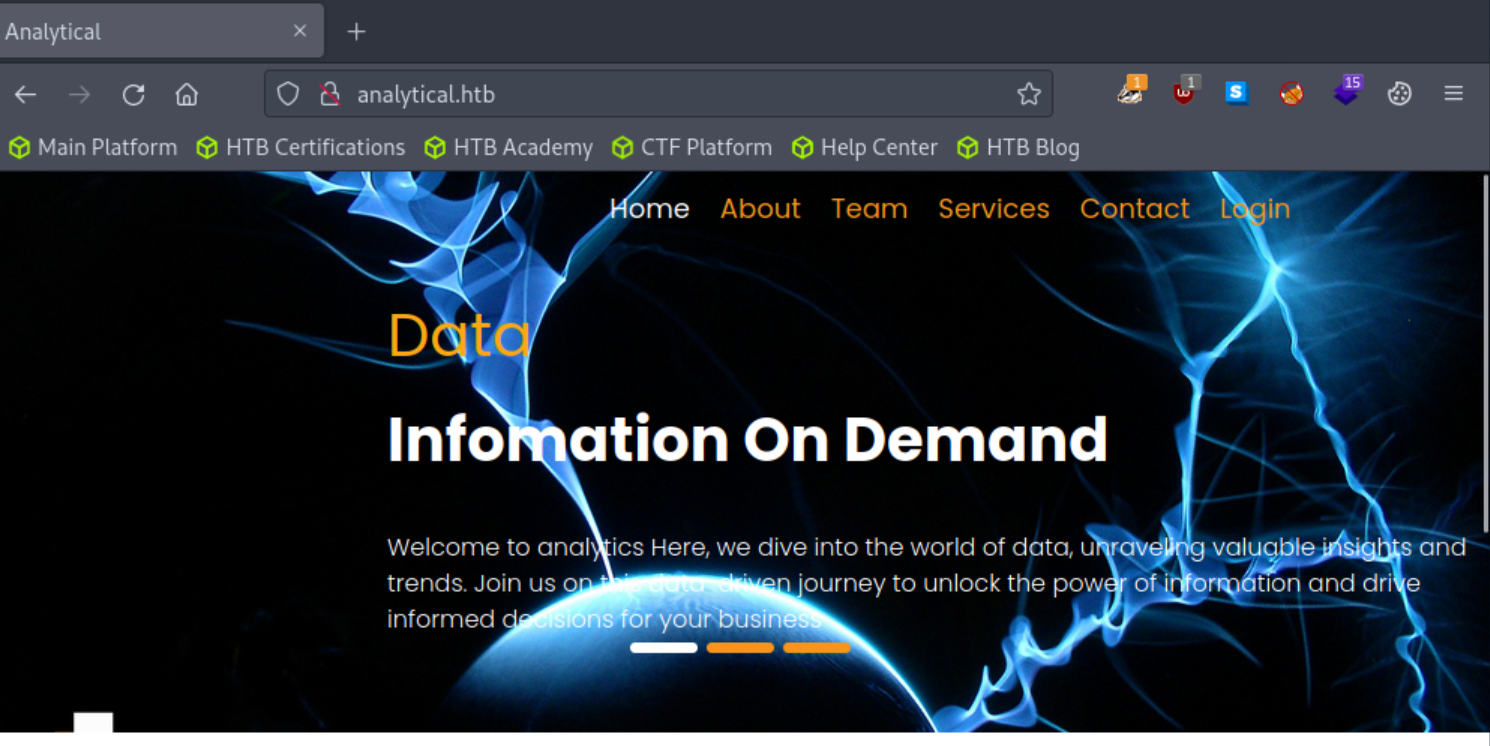 Analytical
analytical.htb
1
1
S
15
Main Platform HTB Certifications HTB Academy CTF Platform Help Center HTB Blog
Home About Team Services Contact Login
Data
Infomation On Demand
Welcome to analytics Here, we dive into the world of data, unraveling valuable insights and
trends. Join us on this data-driven journey to unlock the power of information and drive
informed decisions for your business